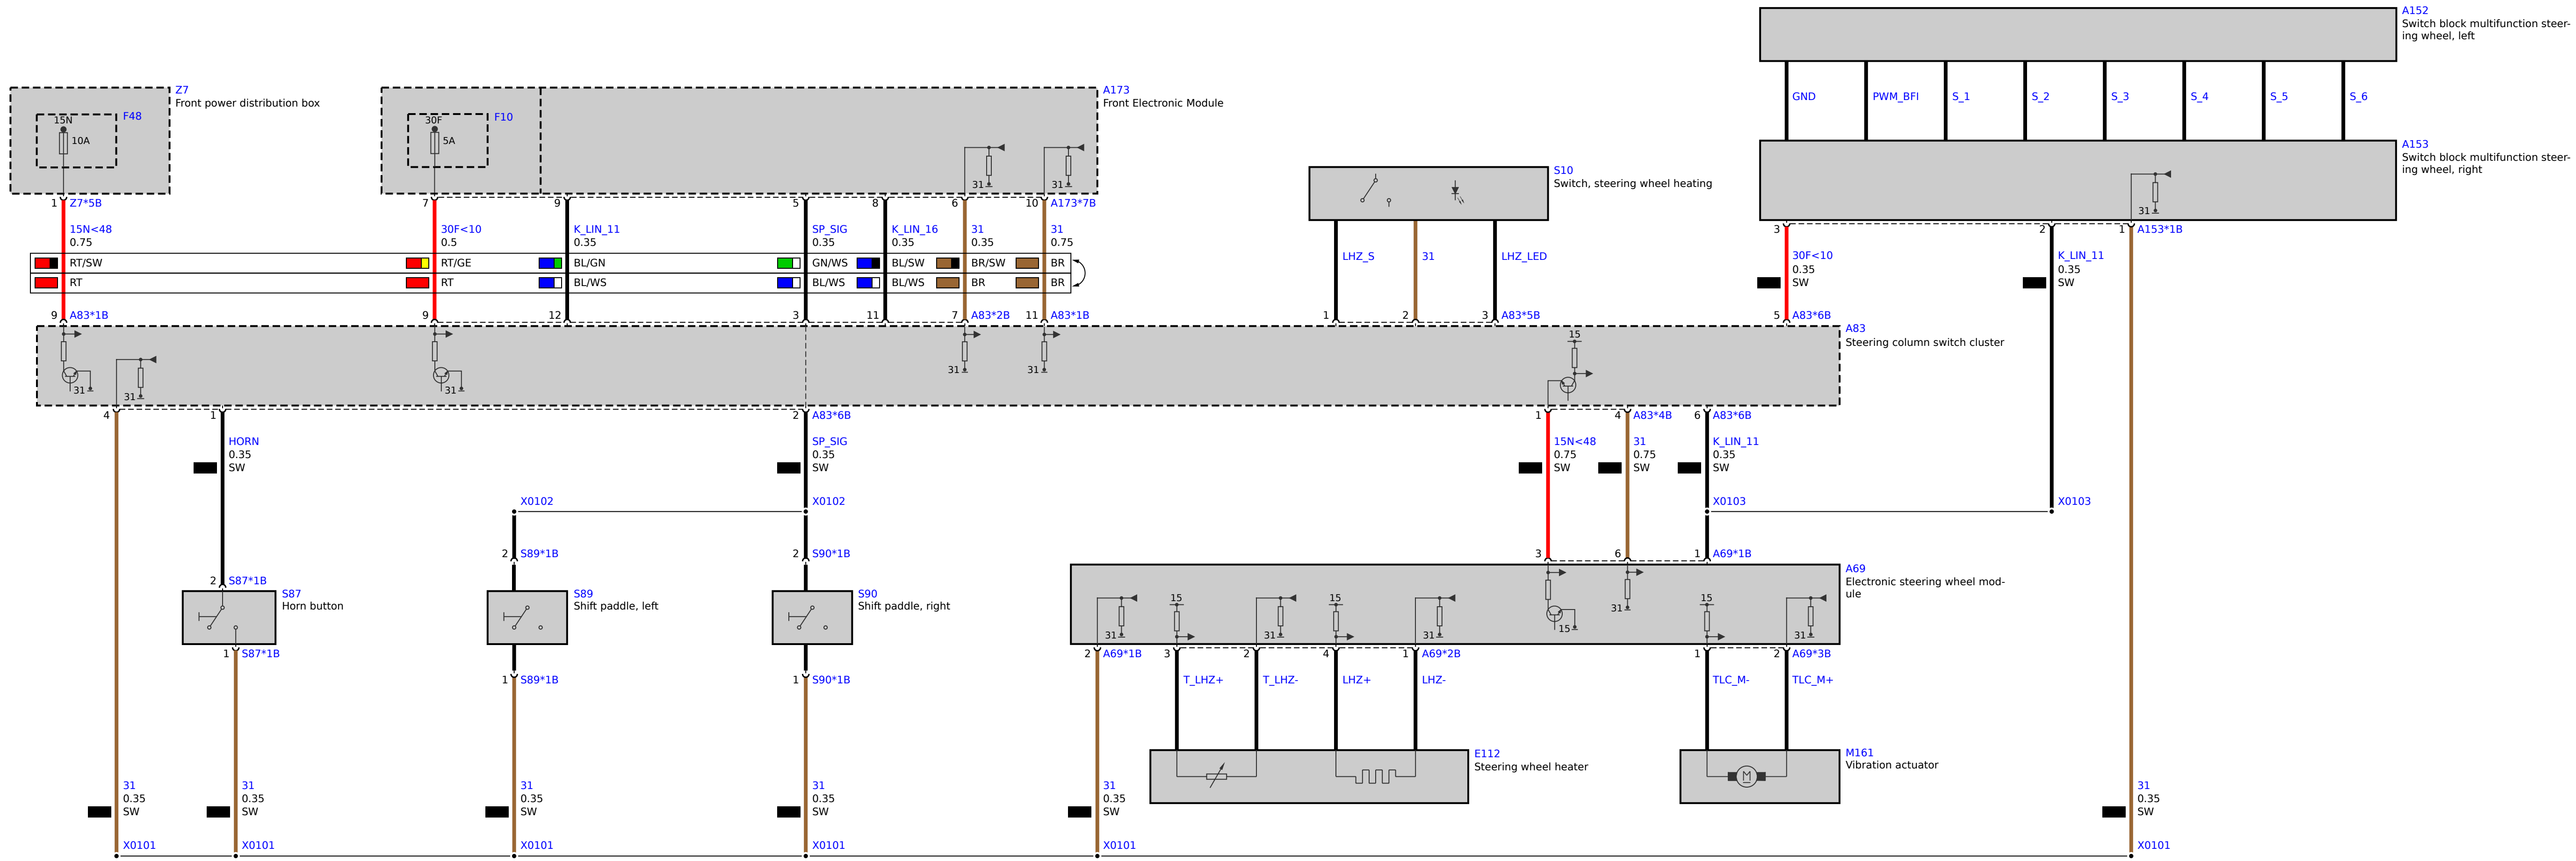 A152
Switch block multifunction steer-
ing wheel, left
Z7
Front power distribution box
F48
15N
10A
A173
Front Electronic Module
F10
30F
5A
31
31
GND
PWM_BFI
S_1
S_2
S_3
S_4
S_5
S_6
A153
Switch block multifunction steer-
ing wheel, right
31
S10
Switch, steering wheel heating
1 Z7*5B
7
9
5
8
6
10 A173*7B
3
2
1 A153*1B
15N<48
0.75
30F<10
0.5
K_LIN_11
0.35
SP_SIG
0.35
K_LIN_16
0.35
31
0.35
31
0.75
LHZ_S
31
LHZ_LED
30F<10
0.35
SW
K_LIN_11
0.35
SW
RT/SW
RT/GE
BL/GN
GN/WS
BL/SW
BR/SW
BR
RT
RT
BL/WS
BL/WS
BL/WS
BR
BR
9 A83*1B
9
12
3
11
7 A83*2B
11 A83*1B
1
2
3 A83*5B
5 A83*6B
A83
Steering column switch cluster
31
31
31
31
31
15
4
1
2 A83*6B
1
4 A83*4B
6 A83*6B
HORN
0.35
SW
SP_SIG
0.35
SW
15N<48
0.75
SW
31
0.75
SW
K_LIN_11
0.35
SW
X0102
X0102
X0103
X0103
2 S87*1B
2 S89*1B
2 S90*1B
3
6
1 A69*1B
S87
Horn button
S89
Shift paddle, left
S90
Shift paddle, right
A69
Electronic steering wheel mod-
ule
31
15
31
15
31
15
31
15
31
1 S87*1B
1 S89*1B
1 S90*1B
2 A69*1B
3
2
4
1 A69*2B
1
2 A69*3B
T_LHZ+
T_LHZ-
LHZ+
LHZ-
TLC_M-
TLC_M+
E112
Steering wheel heater
M
M161
Vibration actuator
31
0.35
SW
31
0.35
SW
31
0.35
SW
31
0.35
SW
31
0.35
SW
31
0.35
SW
X0101
X0101
X0101
X0101
X0101
X0101